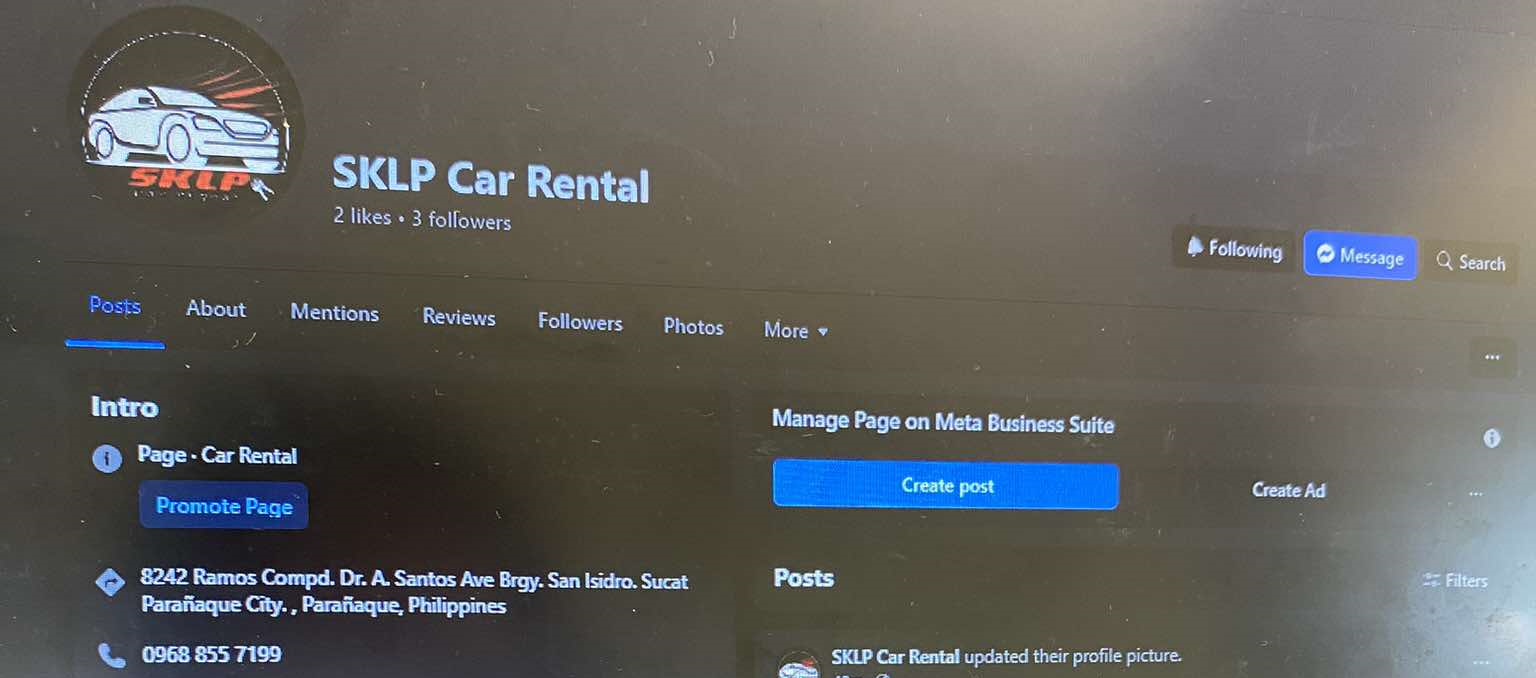 SKLP
SKLP Car Rental
2 likes • 3 followers
Following
Message
Search
Posts
About
Mentions
Reviews
Followers
Photos
More
Intro
Page · Car Rental
Promote Page
8242 Ramos Compd. Dr. A. Santos Ave Brgy. San Isidro. Sucat
Parañaque City. , Parañaque, Philippines
0968 855 7199
Manage Page on Meta Business Suite
Create post
Create Ad
Posts
Filters
SKLP Car Rental updated their profile picture.